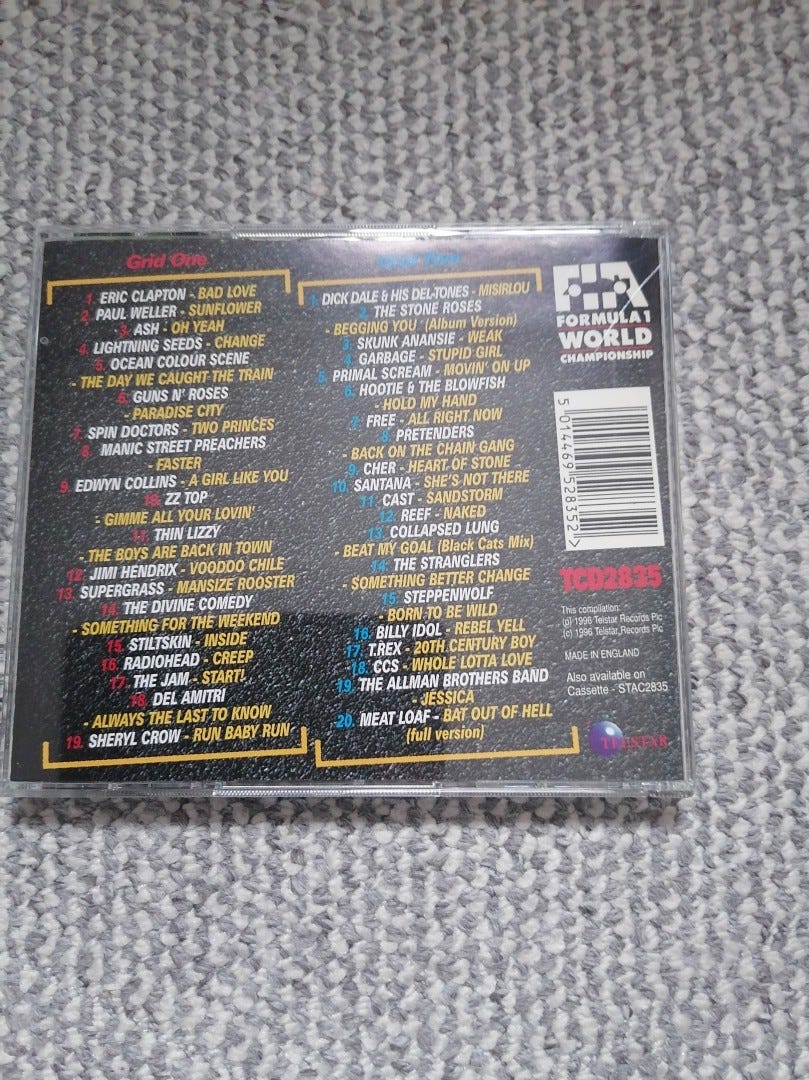 Grid One
1. ERIC CLAPTON - BAD LOVE
2. PAUL WELLER - SUNFLOWER
3. ASH - OH YEAH
4. LIGHTNING SEEDS - CHANGE
5. OCEAN COLOUR SCENE
- THE DAY WE CAUGHT THE TRAIN
6. GUNS N' ROSES
- PARADISE CITY
7. SPIN DOCTORS - TWO PRINCES
8. MANIC STREET PREACHERS
- FASTER
9. EDWYN COLLINS - A GIRL LIKE YOU
10. ZZ TOP
- GIMME ALL YOUR LOVIN'
11. THIN LIZZY
- THE BOYS ARE BACK IN TOWN
12. JIMI HENDRIX - VOODOO CHILE
13. SUPERGRASS - MANSIZE ROOSTER
14. THE DIVINE COMEDY
- SOMETHING FOR THE WEEKEND
15. STILTSKIN - INSIDE
16. RADIOHEAD - CREEP
17. THE JAM - START!
18. DEL AMITRI
- ALWAYS THE LAST TO KNOW
19. SHERYL CROW - RUN BABY RUN
1. DICK DALE & HIS DEL-TONES - MISIRLOU
2. THE STONE ROSES
- BEGGING YOU (Album Version)
3. SKUNK ANANSIE - WEAK
4. GARBAGE - STUPID GIRL
5. PRIMAL SCREAM - MOVIN' ON UP
6. HOOTIE & THE BLOWFISH
- HOLD MY HAND
7. FREE - ALL RIGHT NOW
8. PRETENDERS
- BACK ON THE CHAIN GANG
9. CHER - HEART OF STONE
10. SANTANA - SHE'S NOT THERE
11. CAST - SANDSTORM
12. REEF - NAKED
13. COLLAPSED LUNG
- BEAT MY GOAL (Black Cats Mix)
14. THE STRANGLERS
- SOMETHING BETTER CHANGE
15. STEPPENWOLF
- BORN TO BE WILD
16. BILLY IDOL - REBEL YELL
17. T.REX - 20TH CENTURY BOY
18. CCS - WHOLE LOTTA LOVE
19. THE ALLMAN BROTHERS BAND
- JESSICA
20. MEAT LOAF - BAT OUT OF HELL
(full version)
FIA
FORMULA 1
WORLD
CHAMPIONSHIP
5 014469 528352 >
TCD2835
This compilation:
(p) 1996 Telstar Records Plc
(c) 1996 Telstar Records Plc
MADE IN ENGLAND
Also available on
Cassette - STAC2835
TELSTAR